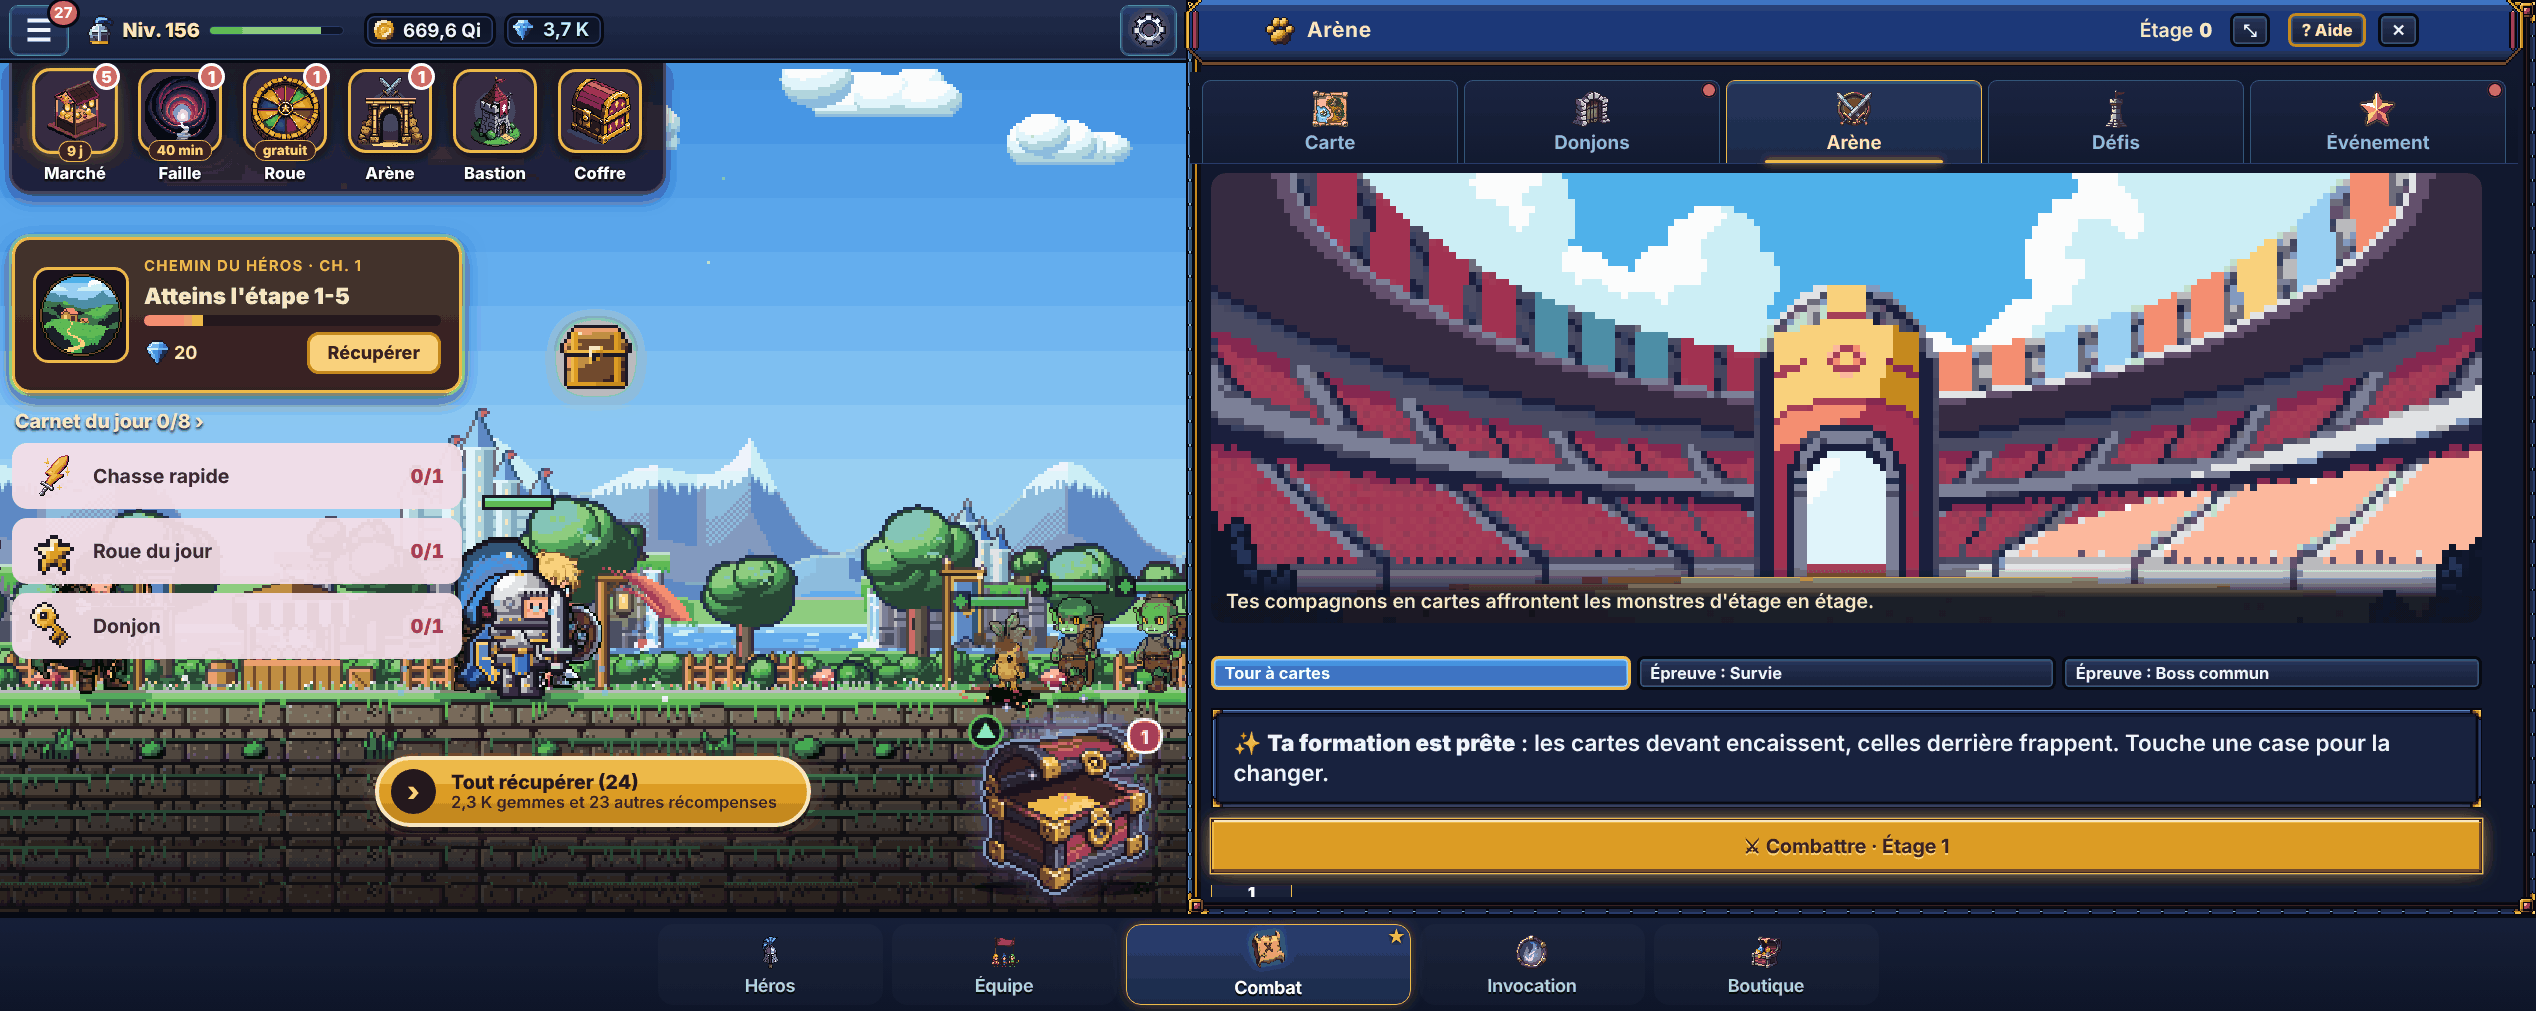 27
Niv. 156
669,6 Qi
3,7 K
5
9 j
Marché
1
40 min
Faille
1
gratuit
Roue
1
Arène
Bastion
Coffre
CHEMIN DU HÉROS · CH. 1
Atteins l'étape 1-5
20
Récupérer
Carnet du jour 0/8 ›
Chasse rapide 0/1
Roue du jour 0/1
Donjon 0/1
Tout récupérer (24)
2,3 K gemmes et 23 autres récompenses
1
Arène
Étage 0
? Aide
×
Carte
Donjons
Arène
Défis
Événement
Tes compagnons en cartes affrontent les monstres d'étage en étage.
Tour à cartes
Épreuve : Survie
Épreuve : Boss commun
✨ Ta formation est prête : les cartes devant encaissent, celles derrière frappent. Touche une case pour la
changer.
⚔ Combattre · Étage 1
1
Héros
Équipe
Combat
Invocation
Boutique